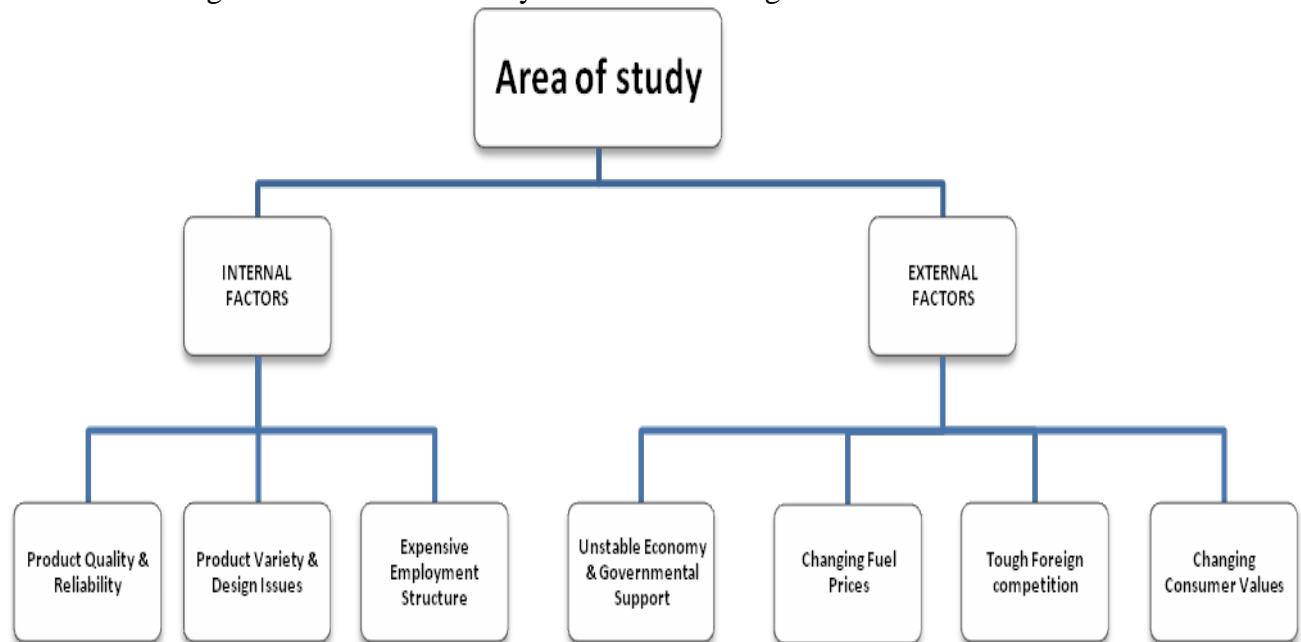 Area of study
INTERNAL
FACTORS
EXTERNAL
FACTORS
Product Quality &
Reliability
Product Variety &
Design Issues
Expensive
Employment
Structure
Unstable Economy
& Governmental
Support
Changing Fuel
Prices
Tough Foreign
competition
Changing
Consumer Values